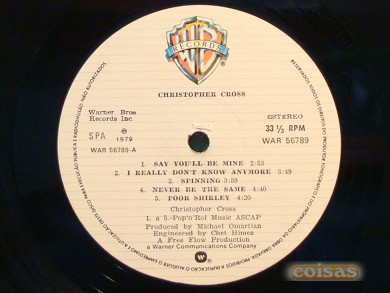 RECORDS
CHRISTOPHER CROSS
Warner Bros
Records Inc.
ESTEREO
33 ⅓ RPM
SPA ℗ 1979
WAR 56789
WAR 56789-A
1. SAY YOU'LL BE MINE 2:53
2. I REALLY DON'T KNOW ANYMORE 3:49
3. SPINNING 3:59
4. NEVER BE THE SAME 4:40
5. POOR SHIRLEY 4:20
Christopher Cross
1 a 5.-Pop'n'Rol Music ASCAP
Produced by Michael Omartian
Engineered by Chet Himes
A Free Flow Production
a Warner Communications Company
coisas